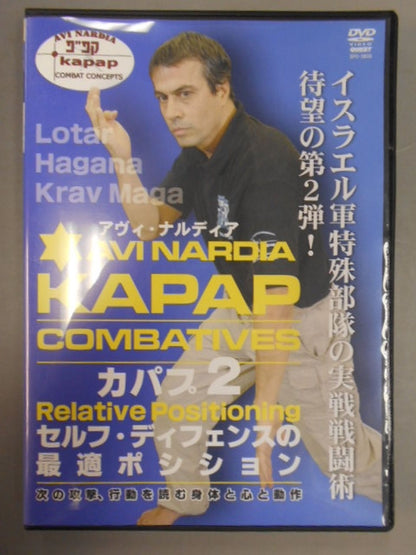 AVI NARDIA
קפ"פ
kapap
COMBAT CONCEPTS
DVD
VIDEO
QUEST
Lotar
Hagana
Krav Maga
イスラエル軍特殊部隊の実戦戦闘術
待望の第2弾!
アヴィ・ナルディア
AVI NARDIA
KAPAP
COMBATIVES
カパプ2
Relative Positioning
セルフ・ディフェンスの
最適ポジション
次の攻撃、行動を読む身体と心と動作